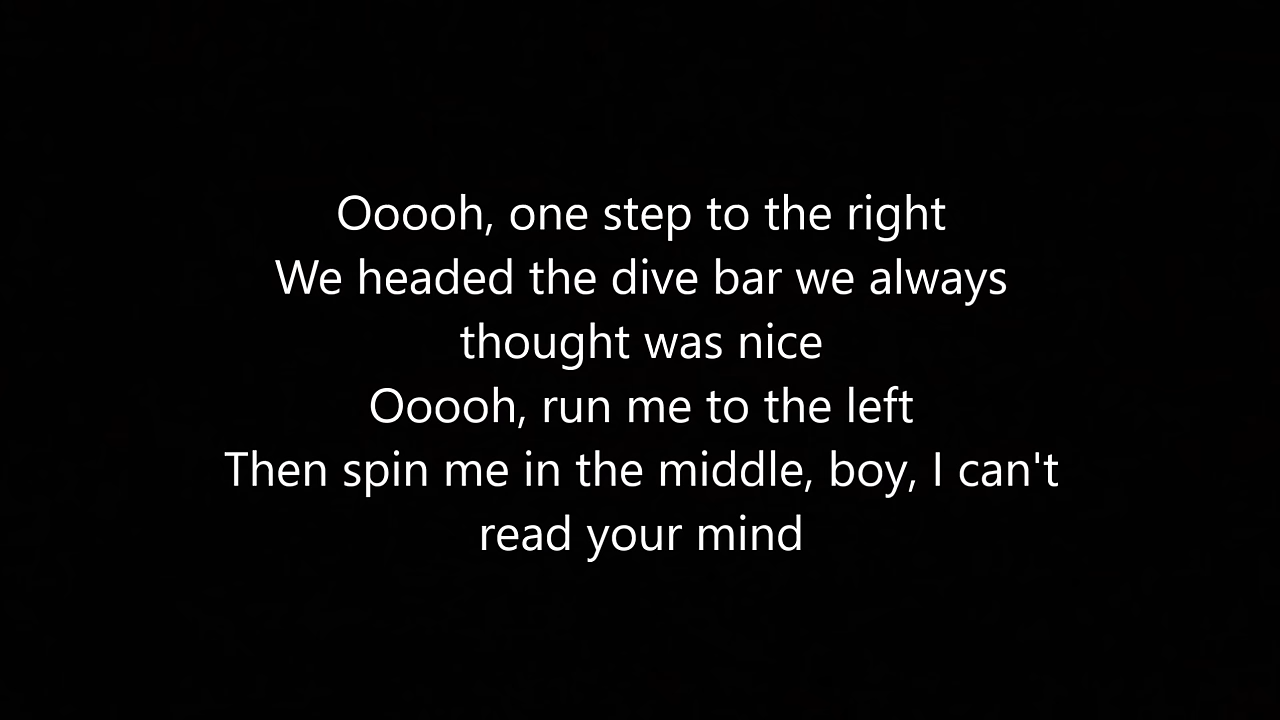 Ooooh, one step to the right
We headed the dive bar we always
thought was nice
Ooooh, run me to the left
Then spin me in the middle, boy, I can't
read your mind